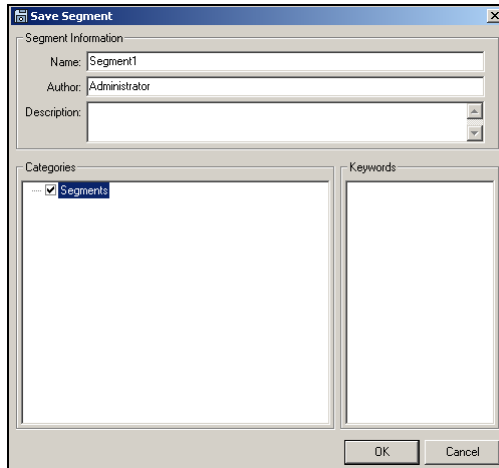 Save Segment
Segment Information
Name: Segment1
Author: Administrator
Description:
Categories
Keywords
Segments
OK
Cancel